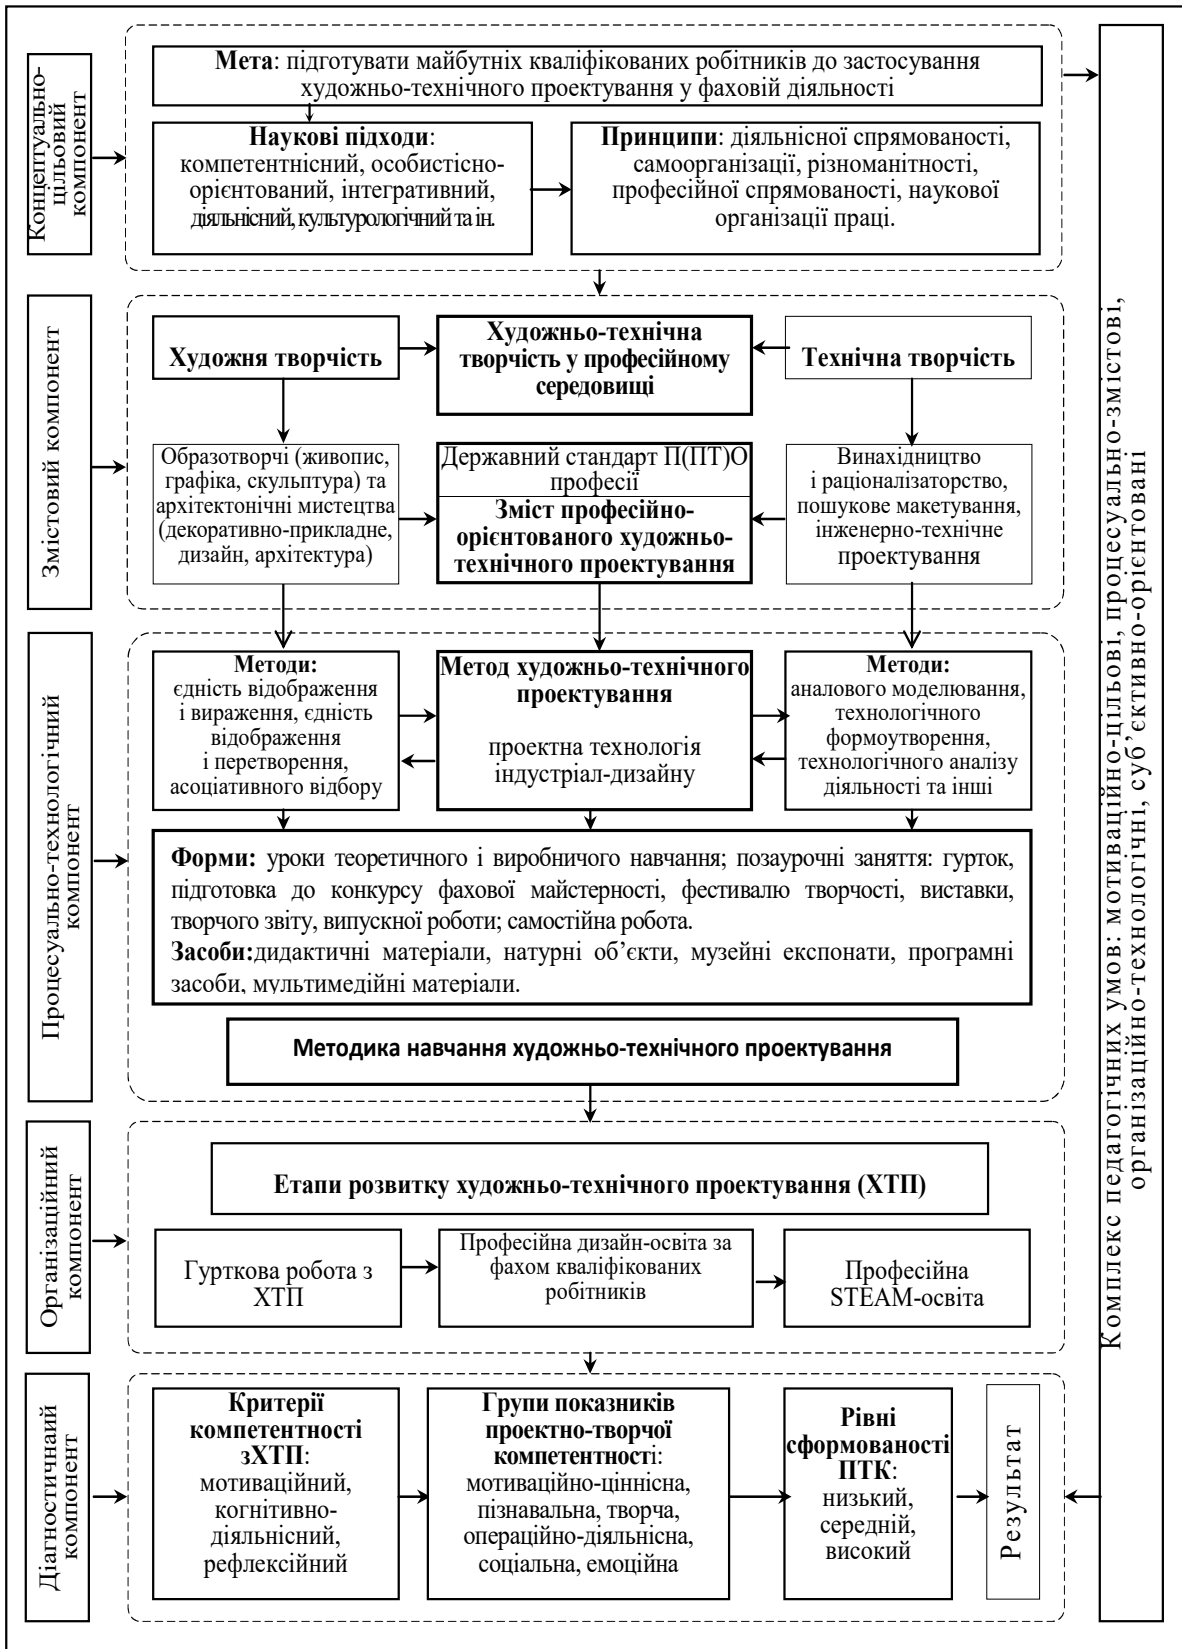 Концептуально-
цільовий
компонент
Мета: підготувати майбутніх кваліфікованих робітників до застосування
художньо-технічного проектування у фаховій діяльності
Наукові підходи:
компетентнісний, особистісно-
орієнтований, інтегративний,
діяльнісний, культурологічний та ін.
Принципи: діяльнісної спрямованості,
самоорганізації, різноманітності,
професійної спрямованості, наукової
організації праці.
Змістовий компонент
Художня творчість
Художньо-технічна
творчість у професійному
середовищі
Технічна творчість
Образотворчі (живопис,
графіка, скульптура) та
архітектонічні мистецтва
(декоративно-прикладне,
дизайн, архітектура)
Державний стандарт П(ПТ)О
професії
Зміст професійно-
орієнтованого художньо-
технічного проектування
Винахідництво
і раціоналізаторство,
пошукове макетування,
інженерно-технічне
проектування
Процесуально-технологічний
компонент
Методи:
єдність відображення
і вираження, єдність
відображення
і перетворення,
асоціативного відбору
Метод художньо-технічного
проектування
проектна технологія
індустріал-дизайну
Методи:
аналового моделювання,
технологічного
формоутворення,
технологічного аналізу
діяльності та інші
Форми: уроки теоретичного і виробничого навчання; позаурочні заняття: гурток,
підготовка до конкурсу фахової майстерності, фестивалю творчості, виставки,
творчого звіту, випускної роботи; самостійна робота.
Засоби:дидактичні матеріали, натурні об’єкти, музейні експонати, програмні
засоби, мультимедійні матеріали.
Методика навчання художньо-технічного проектування
Організаційний
компонент
Етапи розвитку художньо-технічного проектування (ХТП)
Гурткова робота з
ХТП
Професійна дизайн-освіта за
фахом кваліфікованих
робітників
Професійна
STEAM-освіта
Діагностичнаий
компонент
Критерії
компетентності
зХТП:
мотиваційний,
когнітивно-
діяльнісний,
рефлексійний
Групи показників
проектно-творчої
компетентності:
мотиваційно-ціннісна,
пізнавальна, творча,
операційно-діяльнісна,
соціальна, емоційна
Рівні
сформованості
ПТК:
низький,
середній,
високий
Результат
Комплекс педагогічних умов: мотиваційно-цільові, процесуально-змістові,
організаційно-технологічні, суб’єктивно-орієнтовані